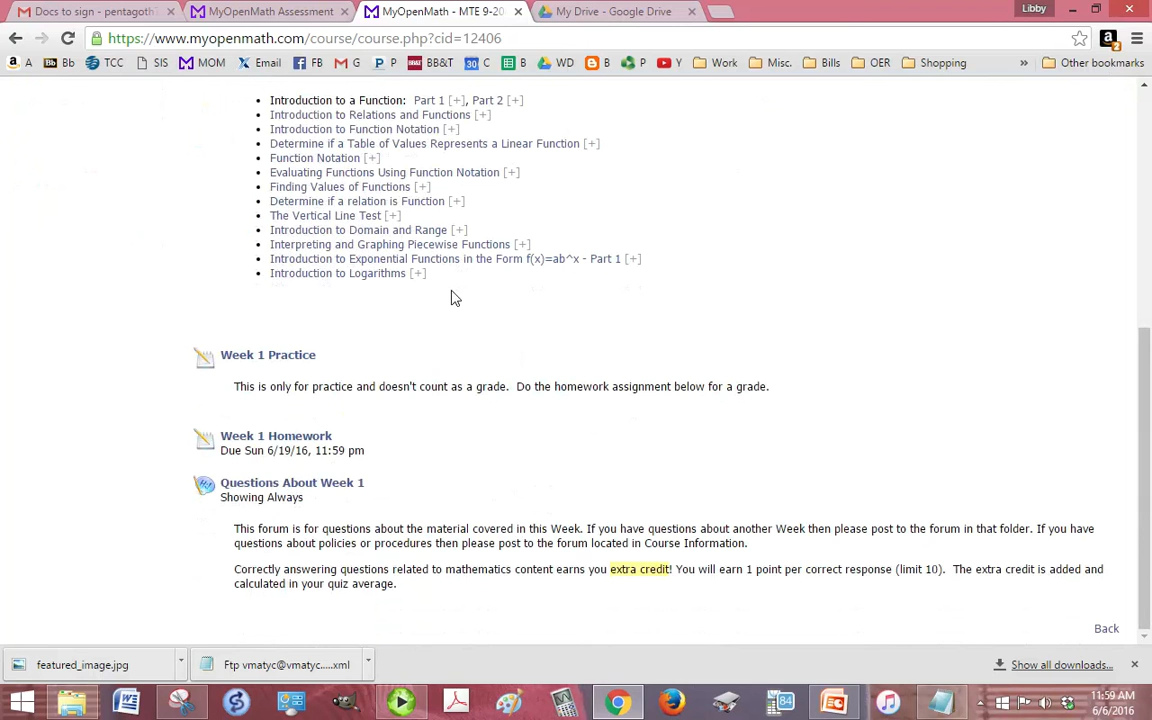 Docs to sign - pentagoth
MyOpenMath Assessment
MyOpenMath - MTE 9-20
My Drive - Google Drive
Libby
https://www.myopenmath.com/course/course.php?cid=12406
A Bb Bb TCC SIS MOM Email FB G P BB&T C B WD B P Y Work Misc. Bills OER Shopping » Other bookmarks
Introduction to a Function: Part 1 [+], Part 2 [+]
Introduction to Relations and Functions [+]
Introduction to Function Notation [+]
Determine if a Table of Values Represents a Linear Function [+]
Function Notation [+]
Evaluating Functions Using Function Notation [+]
Finding Values of Functions [+]
Determine if a relation is Function [+]
The Vertical Line Test [+]
Introduction to Domain and Range [+]
Interpreting and Graphing Piecewise Functions [+]
Introduction to Exponential Functions in the Form f(x)=ab^x - Part 1 [+]
Introduction to Logarithms [+]
Week 1 Practice
This is only for practice and doesn't count as a grade. Do the homework assignment below for a grade.
Week 1 Homework
Due Sun 6/19/16, 11:59 pm
Questions About Week 1
Showing Always
This forum is for questions about the material covered in this Week. If you have questions about another Week then please post to the forum in that folder. If you have
questions about policies or procedures then please post to the forum located in Course Information.
Correctly answering questions related to mathematics content earns you extra credit! You will earn 1 point per correct response (limit 10). The extra credit is added and
calculated in your quiz average.
Back
featured_image.jpg
Ftp vmatyc@vmatyc.....xml
Show all downloads...
11:59 AM
6/6/2016